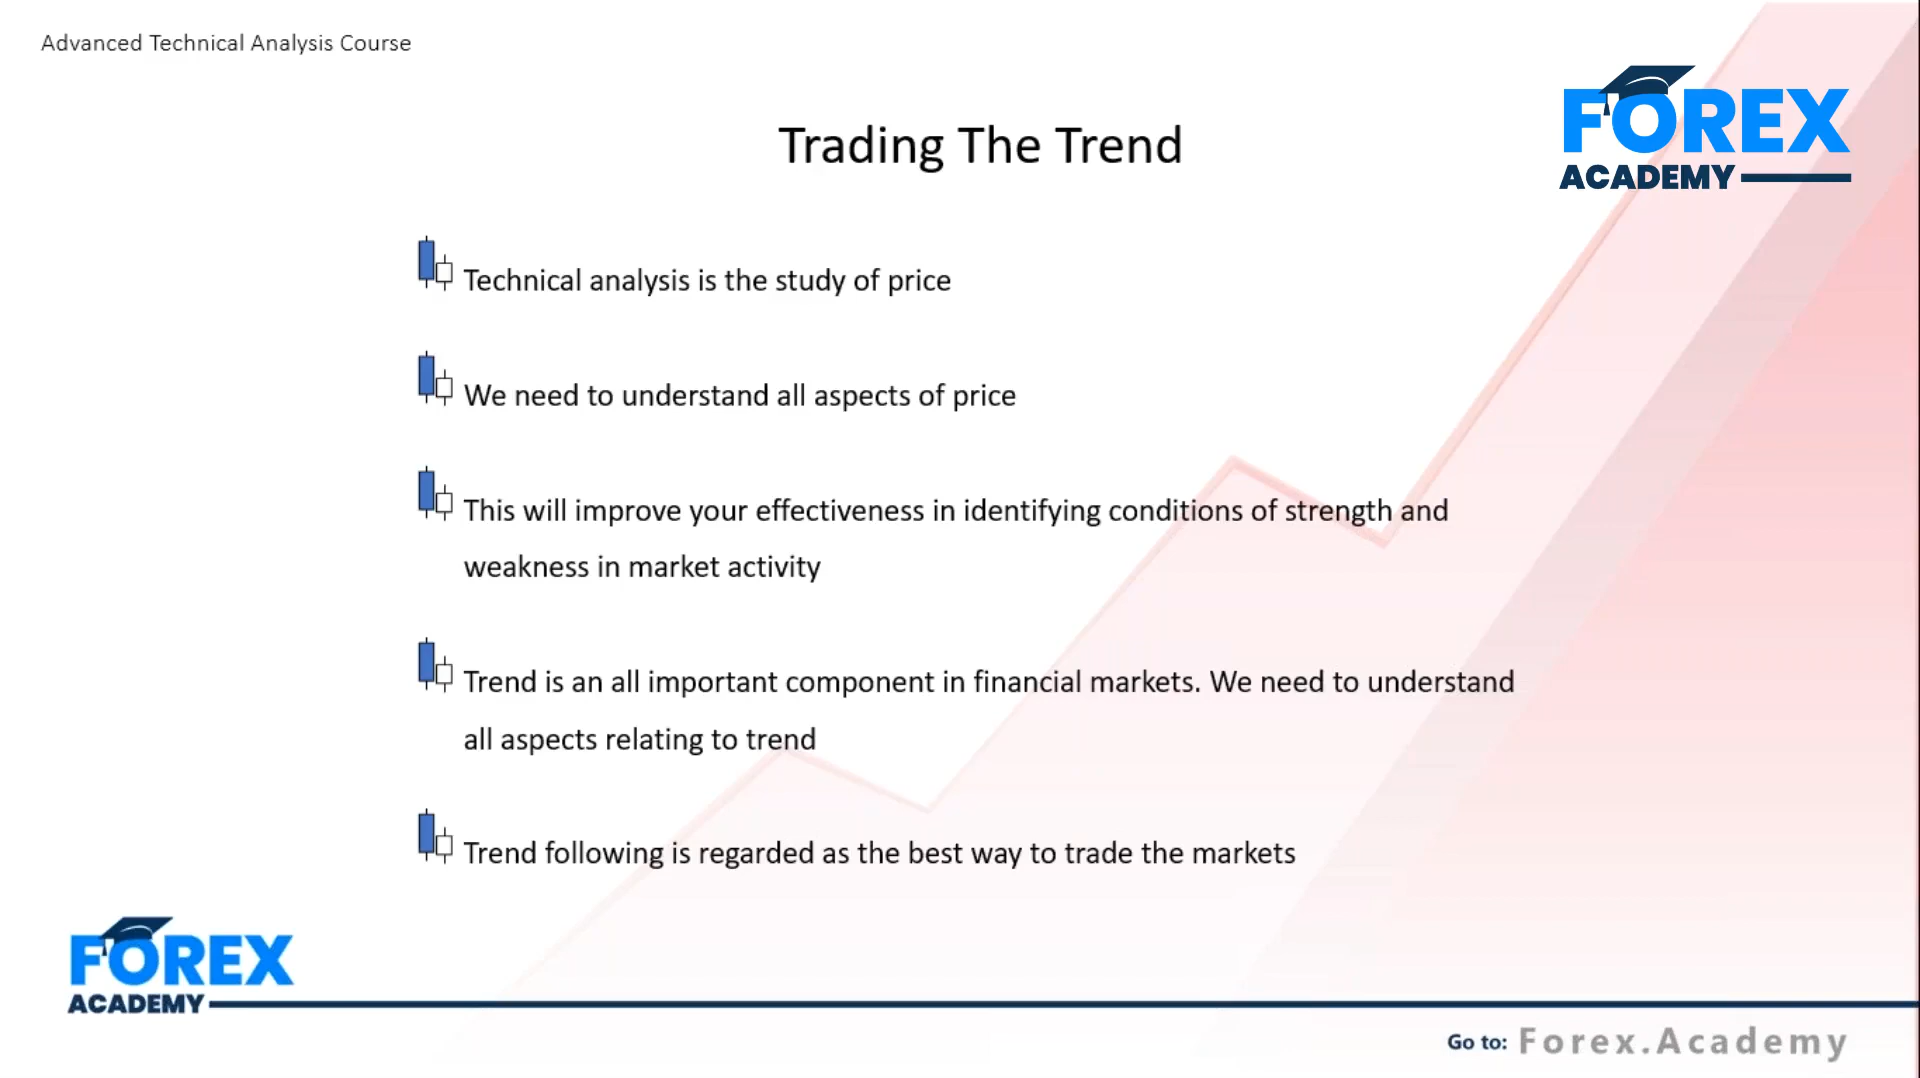 Advanced Technical Analysis Course
FOREX
ACADEMY
Trading The Trend
Technical analysis is the study of price
We need to understand all aspects of price
This will improve your effectiveness in identifying conditions of strength and
weakness in market activity
Trend is an all important component in financial markets. We need to understand
all aspects relating to trend
Trend following is regarded as the best way to trade the markets
FOREX
ACADEMY
Go to: Forex.Academy